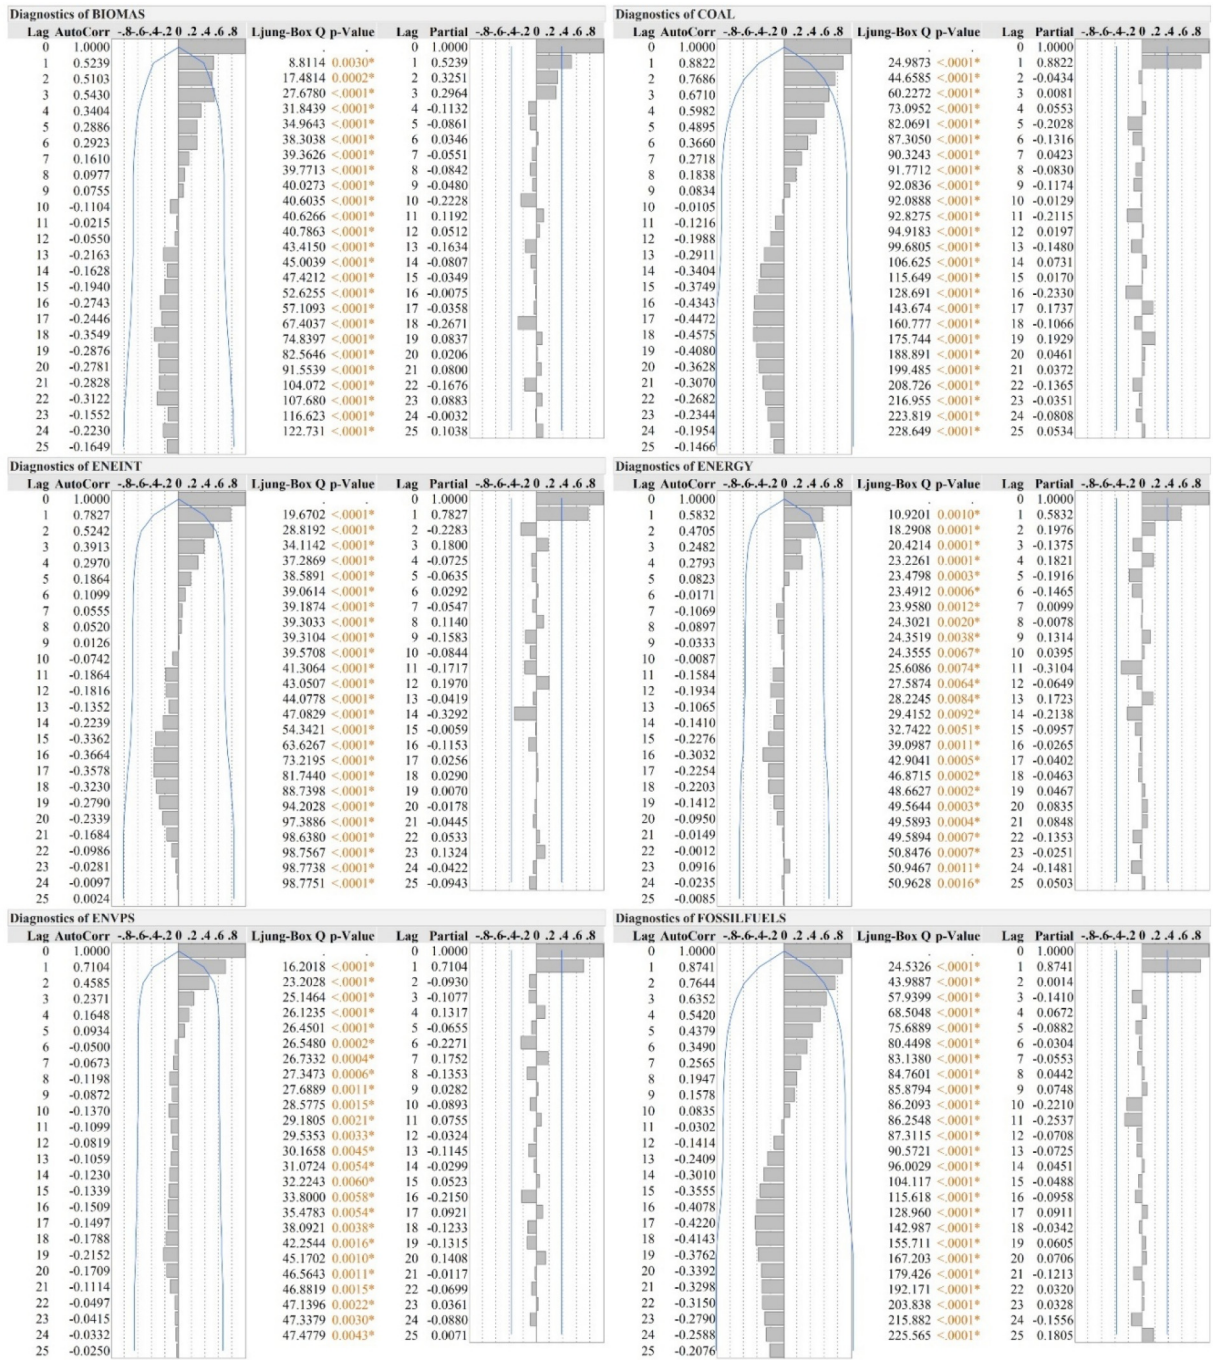 Diagnostics of BIOMAS
Lag AutoCorr -.8-.6-.4-.2 0 .2 .4 .6 .8 Ljung-Box Q p-Value Lag Partial -.8-.6-.4-.2 0 .2 .4 .6 .8
0 1.0000 . . 0 1.0000
1 0.5239 8.8114 0.0030* 1 0.5239
2 0.5103 17.4814 0.0002* 2 0.3251
3 0.5430 27.6780 <.0001* 3 0.2964
4 0.3404 31.8439 <.0001* 4 -0.1132
5 0.2886 34.9643 <.0001* 5 -0.0861
6 0.2923 38.3038 <.0001* 6 0.0346
7 0.1610 39.3626 <.0001* 7 -0.0551
8 0.0977 39.7713 <.0001* 8 -0.0842
9 0.0755 40.0273 <.0001* 9 -0.0480
10 -0.1104 40.6035 <.0001* 10 -0.2228
11 -0.0215 40.6266 <.0001* 11 0.1192
12 -0.0550 40.7863 <.0001* 12 0.0512
13 -0.2163 43.4150 <.0001* 13 -0.1634
14 -0.1628 45.0039 <.0001* 14 -0.0807
15 -0.1940 47.4212 <.0001* 15 -0.0349
16 -0.2743 52.6255 <.0001* 16 -0.0075
17 -0.2446 57.1093 <.0001* 17 -0.0358
18 -0.3549 67.4037 <.0001* 18 -0.2671
19 -0.2876 74.8397 <.0001* 19 0.0837
20 -0.2781 82.5646 <.0001* 20 0.0206
21 -0.2828 91.5539 <.0001* 21 0.0800
22 -0.3122 104.072 <.0001* 22 -0.1676
23 -0.1552 107.680 <.0001* 23 0.0883
24 -0.2230 116.623 <.0001* 24 -0.0032
25 -0.1649 122.731 <.0001* 25 0.1038
Diagnostics of COAL
Lag AutoCorr -.8-.6-.4-.2 0 .2 .4 .6 .8 Ljung-Box Q p-Value Lag Partial -.8-.6-.4-.2 0 .2 .4 .6 .8
0 1.0000 . . 0 1.0000
1 0.8822 24.9873 <.0001* 1 0.8822
2 0.7686 44.6585 <.0001* 2 -0.0434
3 0.6710 60.2272 <.0001* 3 0.0081
4 0.5982 73.0952 <.0001* 4 0.0553
5 0.4895 82.0691 <.0001* 5 -0.2028
6 0.3660 87.3050 <.0001* 6 -0.1316
7 0.2718 90.3243 <.0001* 7 0.0423
8 0.1838 91.7712 <.0001* 8 -0.0830
9 0.0834 92.0836 <.0001* 9 -0.1174
10 -0.0105 92.0888 <.0001* 10 -0.0129
11 -0.1216 92.8275 <.0001* 11 -0.2115
12 -0.1988 94.9183 <.0001* 12 0.0197
13 -0.2911 99.6805 <.0001* 13 -0.1480
14 -0.3404 106.625 <.0001* 14 0.0731
15 -0.3749 115.649 <.0001* 15 0.0170
16 -0.4343 128.691 <.0001* 16 -0.2330
17 -0.4472 143.674 <.0001* 17 0.1737
18 -0.4575 160.777 <.0001* 18 -0.1066
19 -0.4080 175.744 <.0001* 19 0.1929
20 -0.3628 188.891 <.0001* 20 0.0461
21 -0.3070 199.485 <.0001* 21 0.0372
22 -0.2682 208.726 <.0001* 22 -0.1365
23 -0.2344 216.955 <.0001* 23 -0.0351
24 -0.1954 223.819 <.0001* 24 -0.0808
25 -0.1466 228.649 <.0001* 25 0.0534
Diagnostics of ENEINT
Lag AutoCorr -.8-.6-.4-.2 0 .2 .4 .6 .8 Ljung-Box Q p-Value Lag Partial -.8-.6-.4-.2 0 .2 .4 .6 .8
0 1.0000 . . 0 1.0000
1 0.7827 19.6702 <.0001* 1 0.7827
2 0.5242 28.8192 <.0001* 2 -0.2283
3 0.3913 34.1142 <.0001* 3 0.1800
4 0.2970 37.2869 <.0001* 4 -0.0725
5 0.1864 38.5891 <.0001* 5 -0.0635
6 0.1099 39.0614 <.0001* 6 0.0292
7 0.0555 39.1874 <.0001* 7 -0.0547
8 0.0520 39.3033 <.0001* 8 0.1140
9 0.0126 39.3104 <.0001* 9 -0.1583
10 -0.0742 39.5708 <.0001* 10 -0.0844
11 -0.1864 41.3064 <.0001* 11 -0.1717
12 -0.1816 43.0507 <.0001* 12 0.1970
13 -0.1352 44.0778 <.0001* 13 -0.0419
14 -0.2239 47.0829 <.0001* 14 -0.3292
15 -0.3362 54.3421 <.0001* 15 -0.0059
16 -0.3664 63.6267 <.0001* 16 -0.1153
17 -0.3578 73.2195 <.0001* 17 0.0256
18 -0.3230 81.7440 <.0001* 18 0.0290
19 -0.2790 88.7398 <.0001* 19 0.0070
20 -0.2339 94.2028 <.0001* 20 -0.0178
21 -0.1684 97.3886 <.0001* 21 -0.0445
22 -0.0986 98.6380 <.0001* 22 0.0533
23 -0.0281 98.7567 <.0001* 23 0.1324
24 -0.0097 98.7738 <.0001* 24 -0.0422
25 0.0024 98.7751 <.0001* 25 -0.0943
Diagnostics of ENERGY
Lag AutoCorr -.8-.6-.4-.2 0 .2 .4 .6 .8 Ljung-Box Q p-Value Lag Partial -.8-.6-.4-.2 0 .2 .4 .6 .8
0 1.0000 . . 0 1.0000
1 0.5832 10.9201 0.0010* 1 0.5832
2 0.4705 18.2908 0.0001* 2 0.1976
3 0.2482 20.4214 0.0001* 3 -0.1375
4 0.2793 23.2261 0.0001* 4 0.1821
5 0.0823 23.4798 0.0003* 5 -0.1916
6 -0.0171 23.4912 0.0006* 6 -0.1465
7 -0.1069 23.9580 0.0012* 7 0.0099
8 -0.0897 24.3021 0.0020* 8 -0.0078
9 -0.0333 24.3519 0.0038* 9 0.1314
10 -0.0087 24.3555 0.0067* 10 0.0395
11 -0.1584 25.6086 0.0074* 11 -0.3104
12 -0.1934 27.5874 0.0064* 12 -0.0649
13 -0.1065 28.2245 0.0084* 13 0.1723
14 -0.1410 29.4152 0.0092* 14 -0.2138
15 -0.2276 32.7422 0.0051* 15 -0.0957
16 -0.3032 39.0987 0.0011* 16 -0.0265
17 -0.2254 42.9041 0.0005* 17 -0.0402
18 -0.2203 46.8715 0.0002* 18 -0.0463
19 -0.1412 48.6627 0.0002* 19 0.0467
20 -0.0950 49.5644 0.0003* 20 0.0835
21 -0.0149 49.5893 0.0004* 21 0.0848
22 -0.0012 49.5894 0.0007* 22 -0.1353
23 0.0916 50.8476 0.0007* 23 -0.0251
24 -0.0235 50.9467 0.0011* 24 -0.1481
25 -0.0085 50.9628 0.0016* 25 0.0503
Diagnostics of ENVPS
Lag AutoCorr -.8-.6-.4-.2 0 .2 .4 .6 .8 Ljung-Box Q p-Value Lag Partial -.8-.6-.4-.2 0 .2 .4 .6 .8
0 1.0000 . . 0 1.0000
1 0.7104 16.2018 <.0001* 1 0.7104
2 0.4585 23.2028 <.0001* 2 -0.0930
3 0.2371 25.1464 <.0001* 3 -0.1077
4 0.1648 26.1235 <.0001* 4 0.1317
5 0.0934 26.4501 <.0001* 5 -0.0655
6 -0.0500 26.5480 0.0002* 6 -0.2271
7 -0.0673 26.7332 0.0004* 7 0.1752
8 -0.1198 27.3473 0.0006* 8 -0.1353
9 -0.0872 27.6889 0.0011* 9 0.0282
10 -0.1370 28.5775 0.0015* 10 -0.0893
11 -0.1099 29.1805 0.0021* 11 0.0755
12 -0.0819 29.5353 0.0033* 12 -0.0324
13 -0.1059 30.1658 0.0045* 13 -0.1145
14 -0.1230 31.0724 0.0054* 14 -0.0299
15 -0.1339 32.2243 0.0060* 15 0.0523
16 -0.1509 33.8000 0.0058* 16 -0.2150
17 -0.1497 35.4783 0.0054* 17 0.0921
18 -0.1788 38.0921 0.0038* 18 -0.1233
19 -0.2152 42.2544 0.0016* 19 -0.1315
20 -0.1709 45.1702 0.0010* 20 0.1408
21 -0.1114 46.5643 0.0011* 21 -0.0117
22 -0.0497 46.8819 0.0015* 22 -0.0699
23 -0.0415 47.1396 0.0022* 23 0.0361
24 -0.0332 47.3379 0.0030* 24 -0.0880
25 -0.0250 47.4779 0.0043* 25 0.0071
Diagnostics of FOSSILFUELS
Lag AutoCorr -.8-.6-.4-.2 0 .2 .4 .6 .8 Ljung-Box Q p-Value Lag Partial -.8-.6-.4-.2 0 .2 .4 .6 .8
0 1.0000 . . 0 1.0000
1 0.8741 24.5326 <.0001* 1 0.8741
2 0.7644 43.9887 <.0001* 2 0.0014
3 0.6352 57.9399 <.0001* 3 -0.1410
4 0.5420 68.5048 <.0001* 4 0.0672
5 0.4379 75.6889 <.0001* 5 -0.0882
6 0.3490 80.4498 <.0001* 6 -0.0304
7 0.2565 83.1380 <.0001* 7 -0.0553
8 0.1947 84.7601 <.0001* 8 0.0442
9 0.1578 85.8794 <.0001* 9 0.0748
10 0.0835 86.2093 <.0001* 10 -0.2210
11 -0.0302 86.2548 <.0001* 11 -0.2537
12 -0.1414 87.3115 <.0001* 12 -0.0708
13 -0.2409 90.5721 <.0001* 13 -0.0725
14 -0.3010 96.0029 <.0001* 14 0.0451
15 -0.3555 104.117 <.0001* 15 -0.0488
16 -0.4078 115.618 <.0001* 16 -0.0958
17 -0.4220 128.960 <.0001* 17 0.0911
18 -0.4143 142.987 <.0001* 18 -0.0342
19 -0.3762 155.711 <.0001* 19 0.0605
20 -0.3392 167.203 <.0001* 20 0.0706
21 -0.3298 179.426 <.0001* 21 -0.1213
22 -0.3150 192.171 <.0001* 22 0.0320
23 -0.2790 203.838 <.0001* 23 0.0328
24 -0.2588 215.882 <.0001* 24 -0.1556
25 -0.2076 225.565 <.0001* 25 0.1805